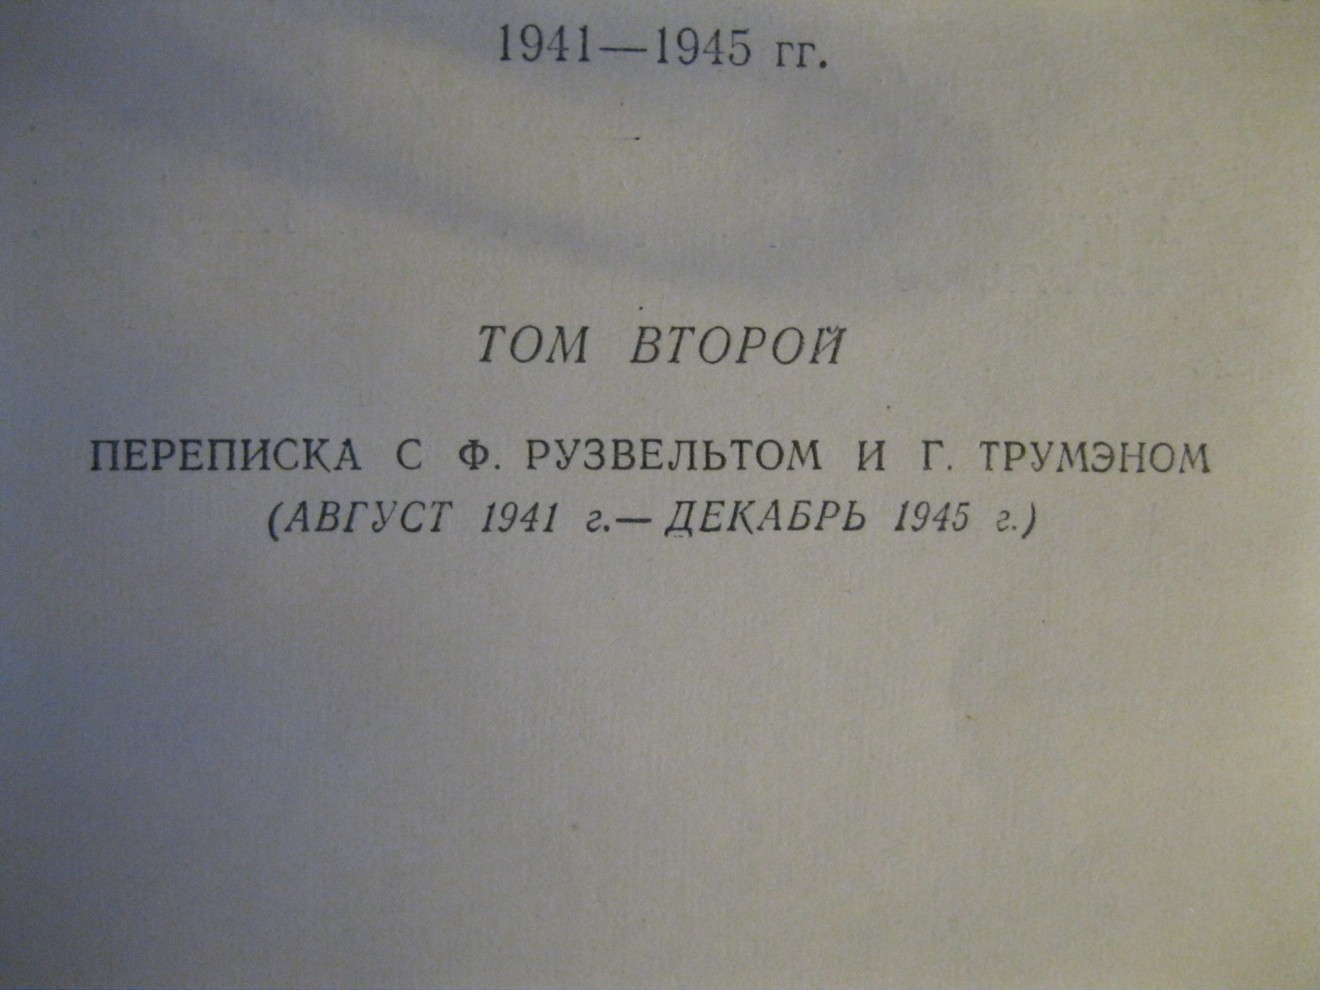 1941—1945 гг.
ТОМ ВТОРОЙ
ПЕРЕПИСКА С Ф. РУЗВЕЛЬТОМ И Г. ТРУМЭНОМ
(АВГУСТ 1941 г.— ДЕКАБРЬ 1945 г.)